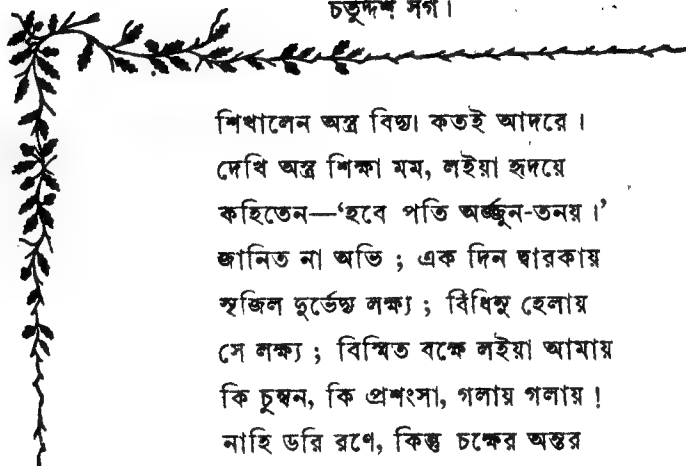 চতুর্দ্দশ সর্গ।
শিখালেন অস্ত্র বিদ্যা কতই আদরে।
দেখি অস্ত্র শিক্ষা মম, লইয়া হৃদয়ে
কহিতেন—‘হবে পতি অর্জ্জুন-তনয়।’
জানিত না অভি; এক দিন দ্বারকায়
সৃজিল দুর্ভেদ্য লক্ষ্য; বিঁধিনু হেলায়
সে লক্ষ্য; বিস্মিত বক্ষে লইয়া আমায়
কি চুম্বন, কি প্রশংসা, গলায় গলায়!
নাহি ডরি রণে, কিন্তু চক্ষের অন্তর